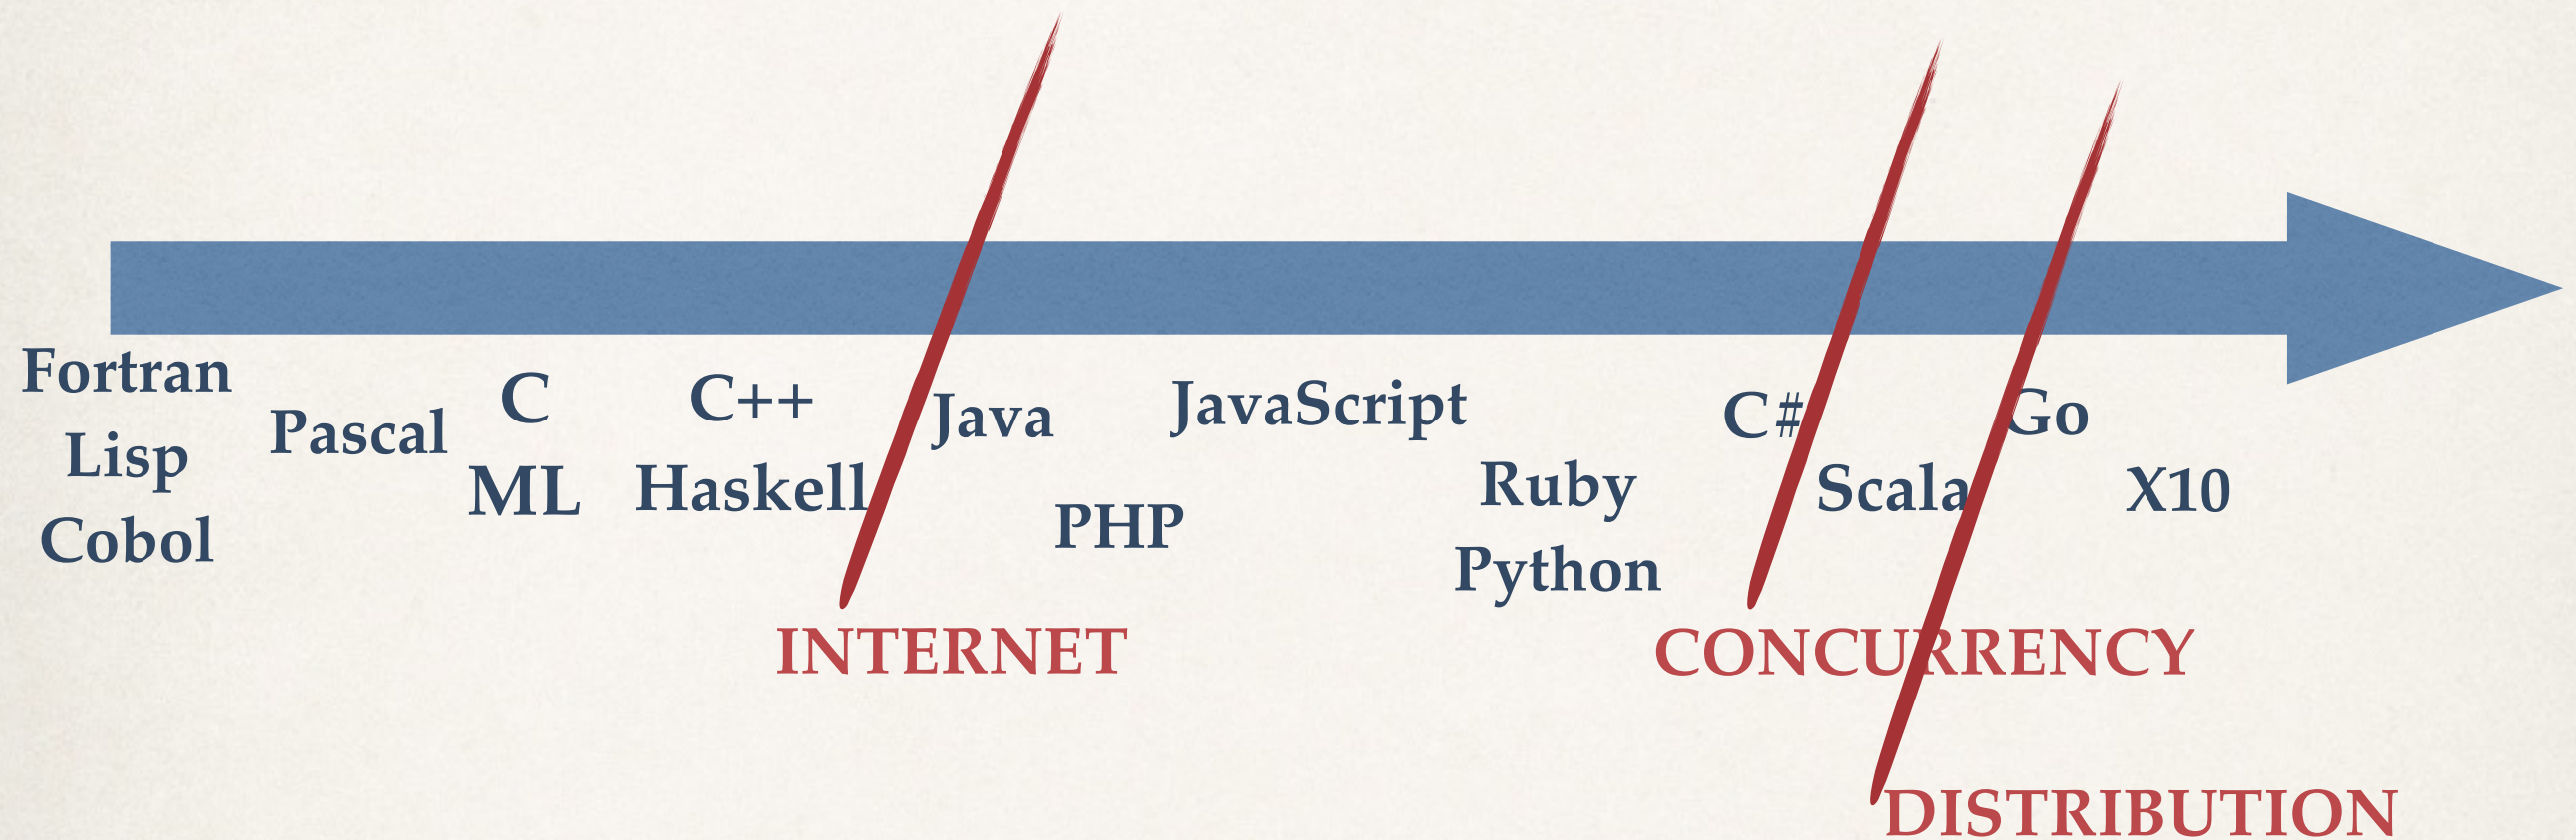 Fortran
Lisp
Cobol
Pascal
C
ML
C++
Haskell
Java
PHP
JavaScript
Ruby
Python
C#
Scala
Go
X10
INTERNET
CONCURRENCY
DISTRIBUTION